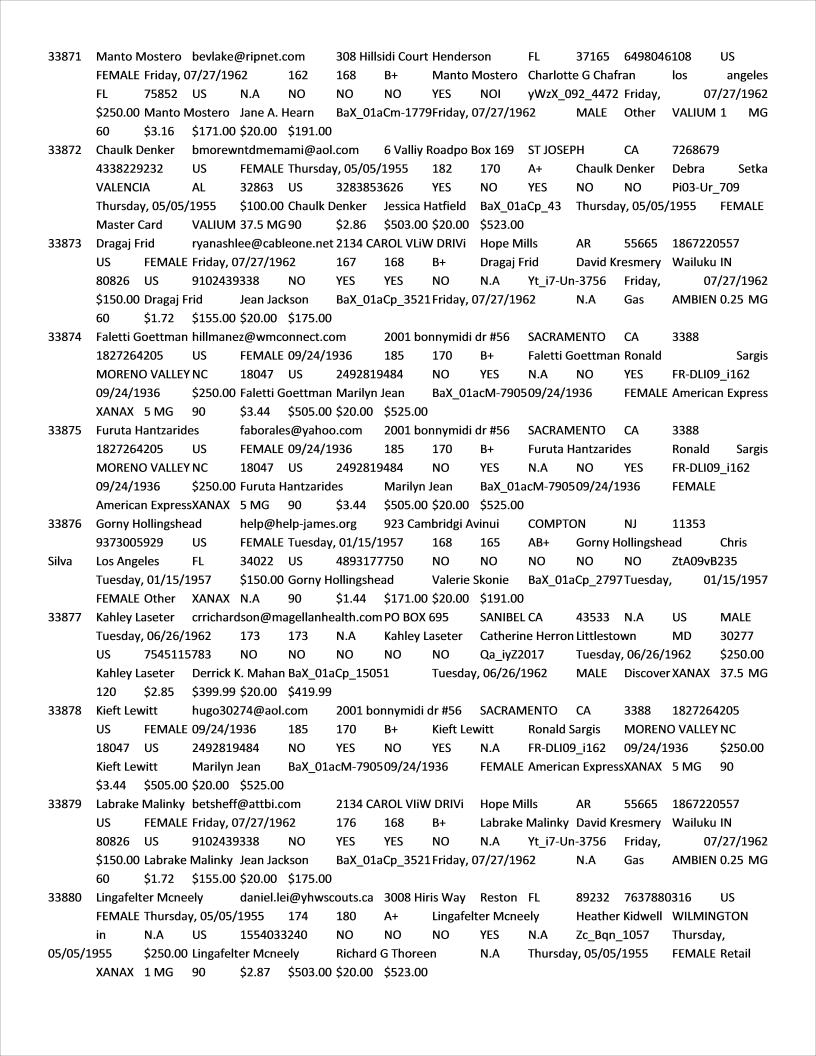 33871 Manto Mostero bevlake@ripnet.com 308 Hillsidi Court Henderson FL 37165 6498046108 US
FEMALE Friday, 07/27/1962 162 168 B+ Manto Mostero Charlotte G Chafran los angeles
FL 75852 US N.A NO NO NO YES NOI yWzX_092_4472 Friday, 07/27/1962
$250.00 Manto Mostero Jane A. Hearn BaX_01aCm-1779 Friday, 07/27/1962 MALE Other VALIUM 1 MG
60 $3.16 $171.00 $20.00 $191.00
33872 Chaulk Denker bmorewntdmemami@aol.com 6 Valliy Roadpo Box 169 ST JOSEPH CA 7268679
4338229232 US FEMALE Thursday, 05/05/1955 182 170 A+ Chaulk Denker Debra Setka
VALENCIA AL 32863 US 3283853626 YES NO YES NO NO Pi03-Ur_709
Thursday, 05/05/1955 $100.00 Chaulk Denker Jessica Hatfield BaX_01aCp_43 Thursday, 05/05/1955 FEMALE
Master Card VALIUM 37.5 MG 90 $2.86 $503.00 $20.00 $523.00
33873 Dragaj Frid ryanashlee@cableone.net 2134 CAROL VLiW DRIVi Hope Mills AR 55665 1867220557
US FEMALE Friday, 07/27/1962 167 168 B+ Dragaj Frid David Kresmery Wailuku IN
80826 US 9102439338 NO YES YES NO N.A Yt_i7-Un-3756 Friday, 07/27/1962
$150.00 Dragaj Frid Jean Jackson BaX_01aCp_3521 Friday, 07/27/1962 N.A Gas AMBIEN 0.25 MG
60 $1.72 $155.00 $20.00 $175.00
33874 Faletti Goettman hillmanez@wmconnect.com 2001 bonnymidi dr #56 SACRAMENTO CA 3388
1827264205 US FEMALE 09/24/1936 185 170 B+ Faletti Goettman Ronald Sargis
MORENO VALLEY NC 18047 US 2492819484 NO YES N.A NO YES FR-DLI09_i162
09/24/1936 $250.00 Faletti Goettman Marilyn Jean BaX_01acM-7905 09/24/1936 FEMALE American Express
XANAX 5 MG 90 $3.44 $505.00 $20.00 $525.00
33875 Furuta Hantzarides faborales@yahoo.com 2001 bonnymidi dr #56 SACRAMENTO CA 3388
1827264205 US FEMALE 09/24/1936 185 170 B+ Furuta Hantzarides Ronald Sargis
MORENO VALLEY NC 18047 US 2492819484 NO YES N.A NO YES FR-DLI09_i162
09/24/1936 $250.00 Furuta Hantzarides Marilyn Jean BaX_01acM-7905 09/24/1936 FEMALE
American Express XANAX 5 MG 90 $3.44 $505.00 $20.00 $525.00
33876 Gorny Hollingshead help@help-james.org 923 Cambridgi Avinui COMPTON NJ 11353
9373005929 US FEMALE Tuesday, 01/15/1957 168 165 AB+ Gorny Hollingshead Chris
Silva Los Angeles FL 34022 US 4893177750 NO NO NO NO NO ZtA09vB235
Tuesday, 01/15/1957 $150.00 Gorny Hollingshead Valerie Skonie BaX_01aCp_2797 Tuesday, 01/15/1957
FEMALE Other XANAX N.A 90 $1.44 $171.00 $20.00 $191.00
33877 Kahley Laseter crrichardson@magellanhealth.com PO BOX 695 SANIBEL CA 43533 N.A US MALE
Tuesday, 06/26/1962 173 173 N.A Kahley Laseter Catherine Herron Littlestown MD 30277
US 7545115783 NO NO NO NO NO Qa_iyZ2017 Tuesday, 06/26/1962 $250.00
Kahley Laseter Derrick K. Mahan BaX_01aCp_15051 Tuesday, 06/26/1962 MALE Discover XANAX 37.5 MG
120 $2.85 $399.99 $20.00 $419.99
33878 Kieft Lewitt hugo30274@aol.com 2001 bonnymidi dr #56 SACRAMENTO CA 3388 1827264205
US FEMALE 09/24/1936 185 170 B+ Kieft Lewitt Ronald Sargis MORENO VALLEY NC
18047 US 2492819484 NO YES NO YES N.A FR-DLI09_i162 09/24/1936 $250.00
Kieft Lewitt Marilyn Jean BaX_01acM-7905 09/24/1936 FEMALE American Express XANAX 5 MG 90
$3.44 $505.00 $20.00 $525.00
33879 Labrake Malinky betsheff@attbi.com 2134 CAROL VliW DRIVi Hope Mills AR 55665 1867220557
US FEMALE Friday, 07/27/1962 176 168 B+ Labrake Malinky David Kresmery Wailuku IN
80826 US 9102439338 NO YES YES NO N.A Yt_i7-Un-3756 Friday, 07/27/1962
$150.00 Labrake Malinky Jean Jackson BaX_01aCp_3521 Friday, 07/27/1962 N.A Gas AMBIEN 0.25 MG
60 $1.72 $155.00 $20.00 $175.00
33880 Lingafelter Mcneely daniel.lei@yhwscouts.ca 3008 Hiris Way Reston FL 89232 7637880316 US
FEMALE Thursday, 05/05/1955 174 180 A+ Lingafelter Mcneely Heather Kidwell WILMINGTON
in N.A US 1554033240 NO NO NO YES N.A Zc_Bqn_1057 Thursday,
05/05/1955 $250.00 Lingafelter Mcneely Richard G Thoreen N.A Thursday, 05/05/1955 FEMALE Retail
XANAX 1 MG 90 $2.87 $503.00 $20.00 $523.00